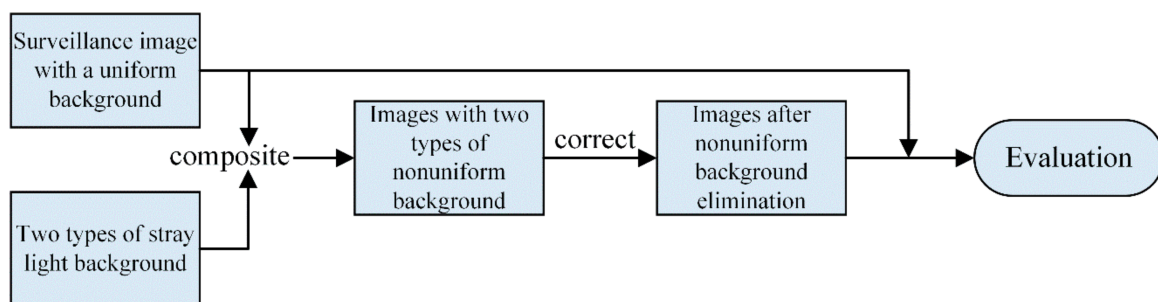 Surveillance image
with a uniform
background
composite
Two types of stray
light background
Images with two
types of
nonuniform
background
correct
Images after
nonuniform
background
elimination
Evaluation